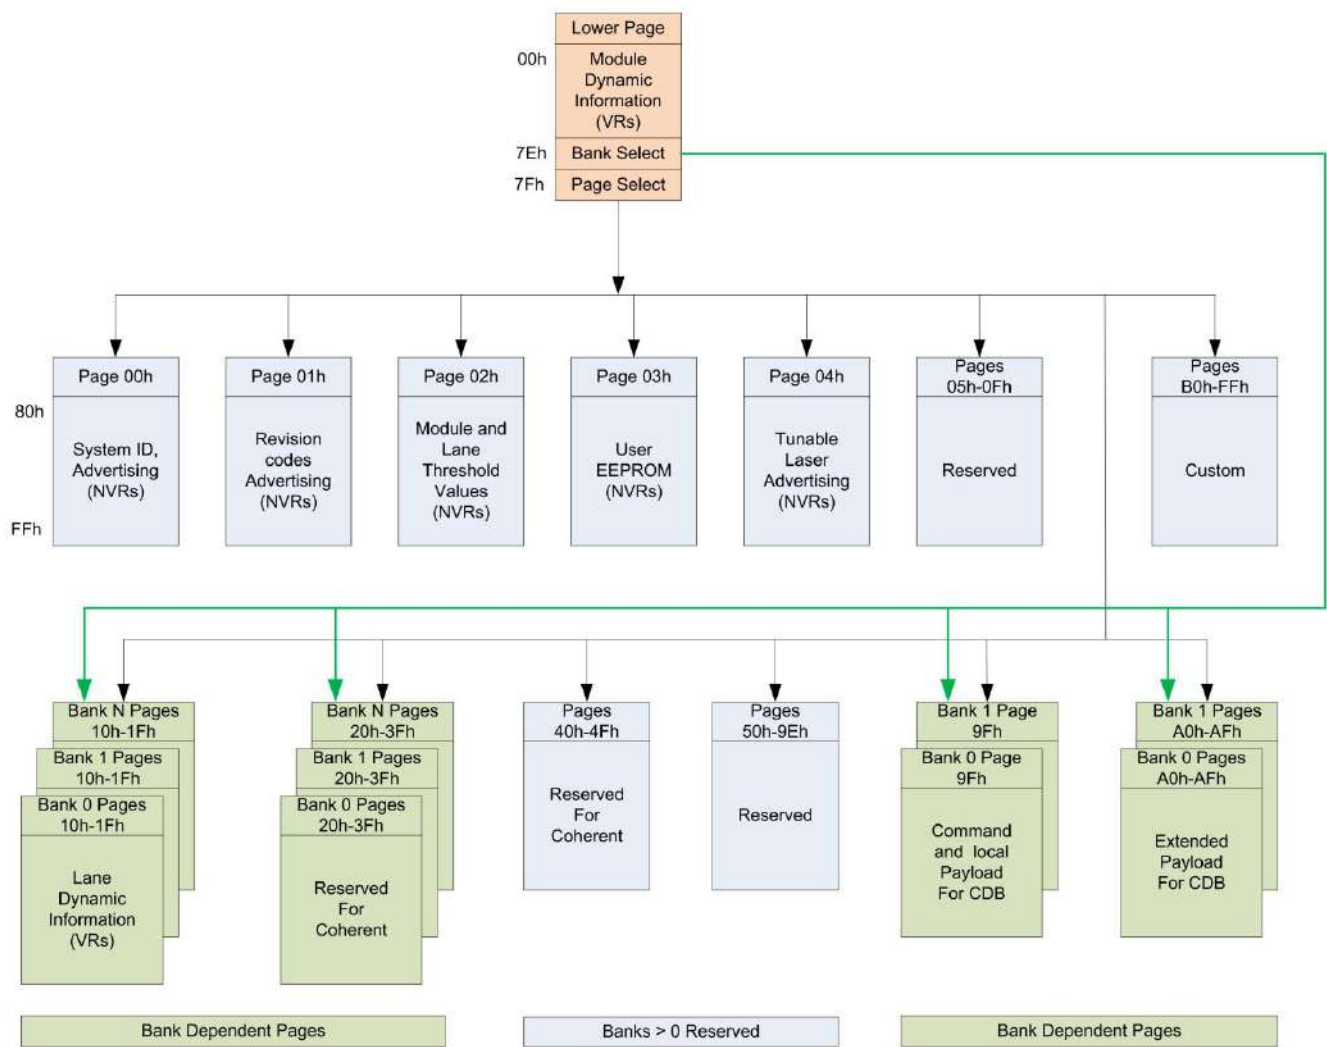 Lower Page
00h
Module
Dynamic
Information
(VRs)
7Eh
Bank Select
7Fh
Page Select
Page 00h
80h
System ID,
Advertising
(NVRs)
FFh
Page 01h
Revision
codes
Advertising
(NVRs)
Page 02h
Module and
Lane
Threshold
Values
(NVRs)
Page 03h
User
EEPROM
(NVRs)
Page 04h
Tunable
Laser
Advertising
(NVRs)
Pages
05h-0Fh
Reserved
Pages
B0h-FFh
Custom
Bank N Pages
10h-1Fh
Bank 1 Pages
10h-1Fh
Bank 0 Pages
10h-1Fh
Lane
Dynamic
Information
(VRs)
Bank N Pages
20h-3Fh
Bank 1 Pages
20h-3Fh
Bank 0 Pages
20h-3Fh
Reserved
For
Coherent
Pages
40h-4Fh
Reserved
For
Coherent
Pages
50h-9Eh
Reserved
Bank 1 Page
9Fh
Bank 0 Page
9Fh
Command
and local
Payload
For CDB
Bank 1 Pages
A0h-AFh
Bank 0 Pages
A0h-AFh
Extended
Payload
For CDB
Bank Dependent Pages
Banks > 0 Reserved
Bank Dependent Pages